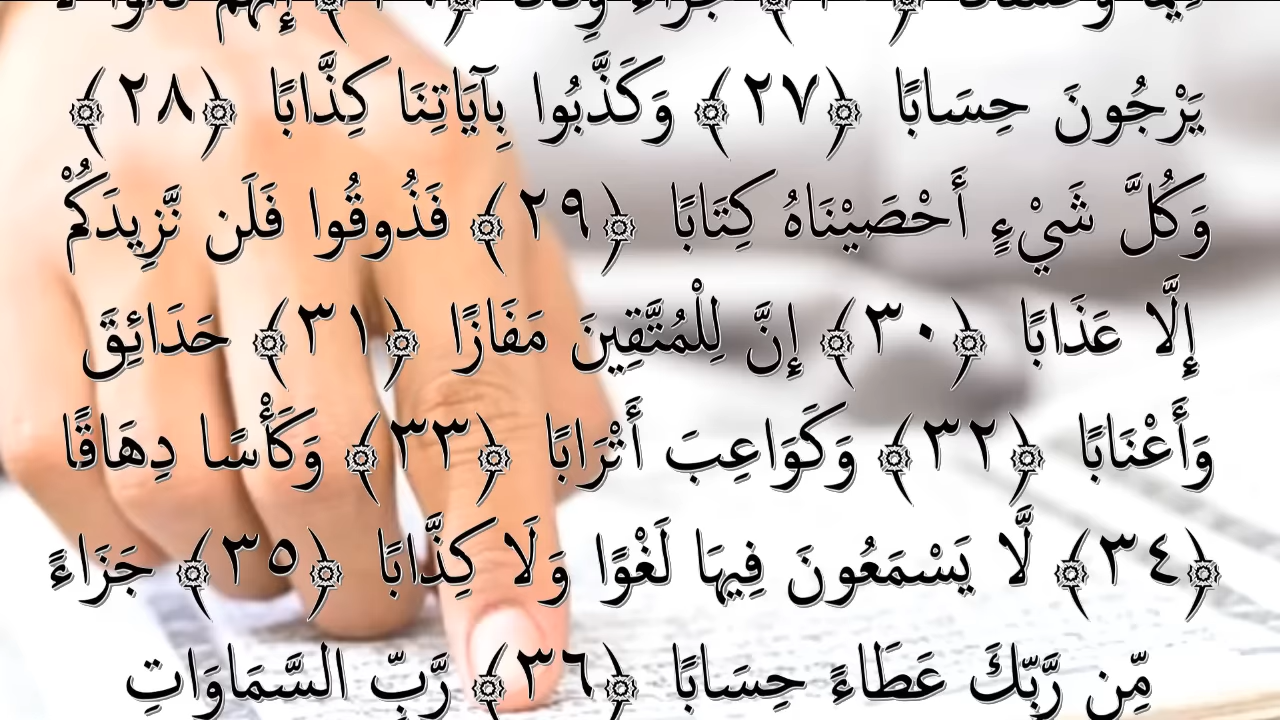 يَرْجُونَ حِسَابًا ﴿٢٧﴾ وَكَذَّبُوا بِآيَاتِنَا كِذَّابًا ﴿٢٨﴾
وَكُلَّ شَيْءٍ أَحْصَيْنَاهُ كِتَابًا ﴿٢٩﴾ فَذُوقُوا فَلَن نَّزِيدَكُمْ
إِلَّا عَذَابًا ﴿٣٠﴾ إِنَّ لِلْمُتَّقِينَ مَفَازًا ﴿٣١﴾ حَدَائِقَ
وَأَعْنَابًا ﴿٣٢﴾ وَكَوَاعِبَ أَتْرَابًا ﴿٣٣﴾ وَكَأْسًا دِهَاقًا
﴿٣٤﴾ لَّا يَسْمَعُونَ فِيهَا لَغْوًا وَلَا كِذَّابًا ﴿٣٥﴾ جَزَاءً
مِّن رَّبِّكَ عَطَاءً حِسَابًا ﴿٣٦﴾ رَّبِّ السَّمَاوَاتِ